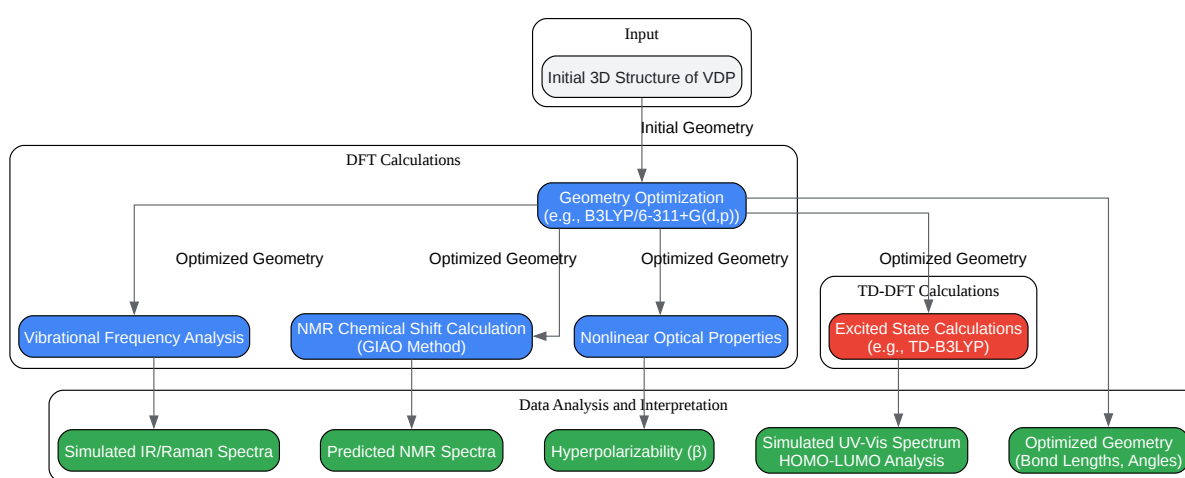 Input
Initial 3D Structure of VDP
Initial Geometry
DFT Calculations
Geometry Optimization
(e.g., B3LYP/6-311+G(d,p))
Optimized Geometry
Optimized Geometry
Optimized Geometry
Optimized Geometry
TD-DFT Calculations
Vibrational Frequency Analysis
NMR Chemical Shift Calculation
(GIAO Method)
Nonlinear Optical Properties
Excited State Calculations
(e.g., TD-B3LYP)
Data Analysis and Interpretation
Simulated IR/Raman Spectra
Predicted NMR Spectra
Hyperpolarizability (β)
Simulated UV-Vis Spectrum
HOMO-LUMO Analysis
Optimized Geometry
(Bond Lengths, Angles)